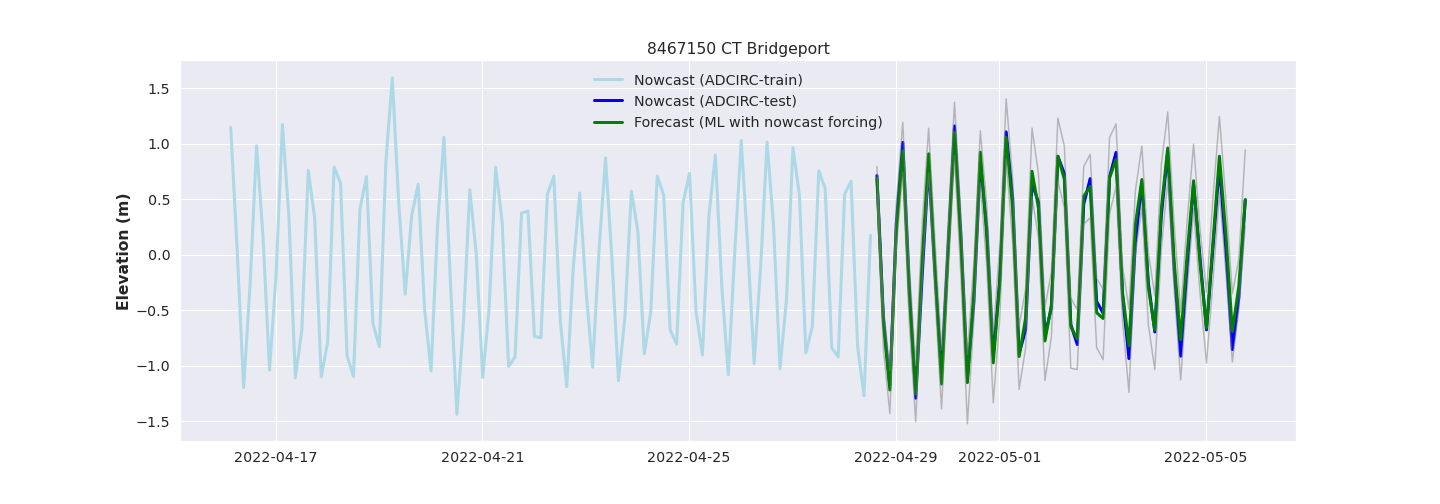 8467150 CT Bridgeport
Nowcast (ADCIRC-train)
Nowcast (ADCIRC-test)
Forecast (ML with nowcast forcing)
Elevation (m)
1.5
1.0
0.5
0.0
−0.5
−1.0
−1.5
2022-04-17 2022-04-21 2022-04-25 2022-04-29 2022-05-01 2022-05-05